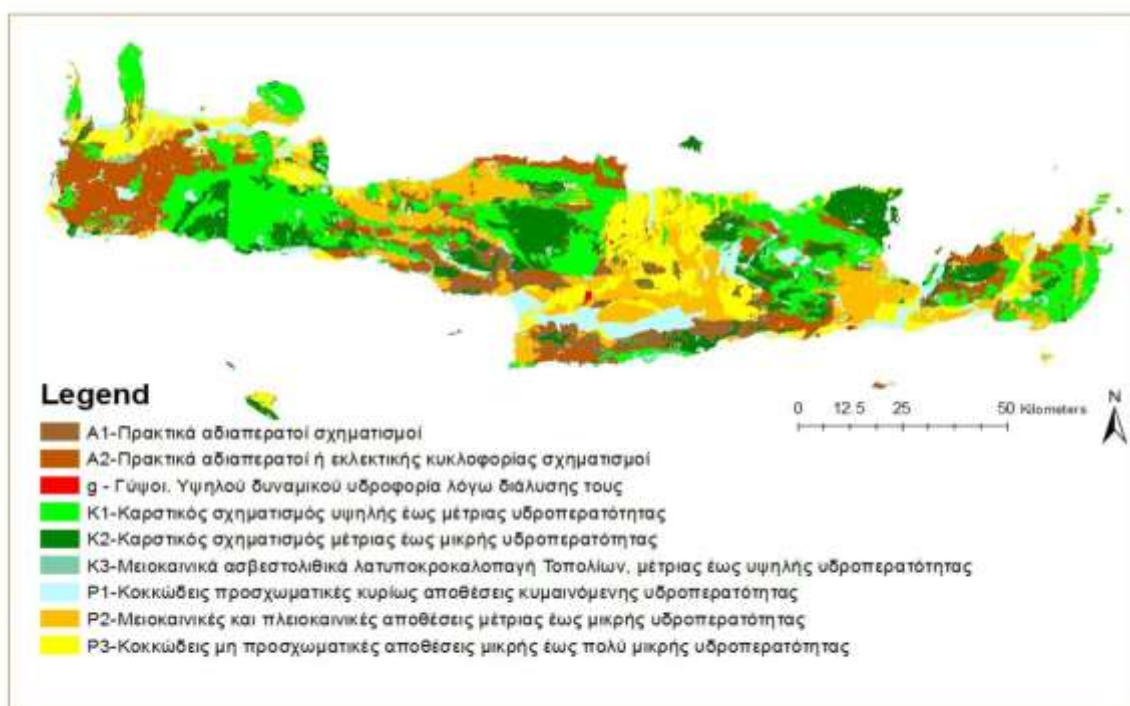 Legend
A1-Πρακτικά αδιαπερατοί σχηματισμοί
A2-Πρακτικά αδιαπερατοί ή εκλεκτικής κυκλοφορίας σχηματισμοί
g - Γύψοι. Υψηλού δυναμικού υδροφορία λόγω διάλυσης τους
K1-Καρστικός σχηματισμός υψηλής έως μέτριας υδροπερατότητας
K2-Καρστικός σχηματισμός μέτριας έως μικρής υδροπερατότητας
K3-Μειοκαινικά ασβεστολιθικά λατυποκροκαλοπαγή Τοπολίων, μέτριας έως υψηλής υδροπερατότητας
P1-Κοκκώδεις προσχωματικές κυρίως αποθέσεις κυμαινόμενης υδροπερατότητας
P2-Μειοκαινικές και πλειοκαινικές αποθέσεις μέτριας έως μικρής υδροπερατότητας
P3-Κοκκώδεις μη προσχωματικές αποθέσεις μικρής έως πολύ μικρής υδροπερατότητας
0 12.5 25 50 Kilometers
N